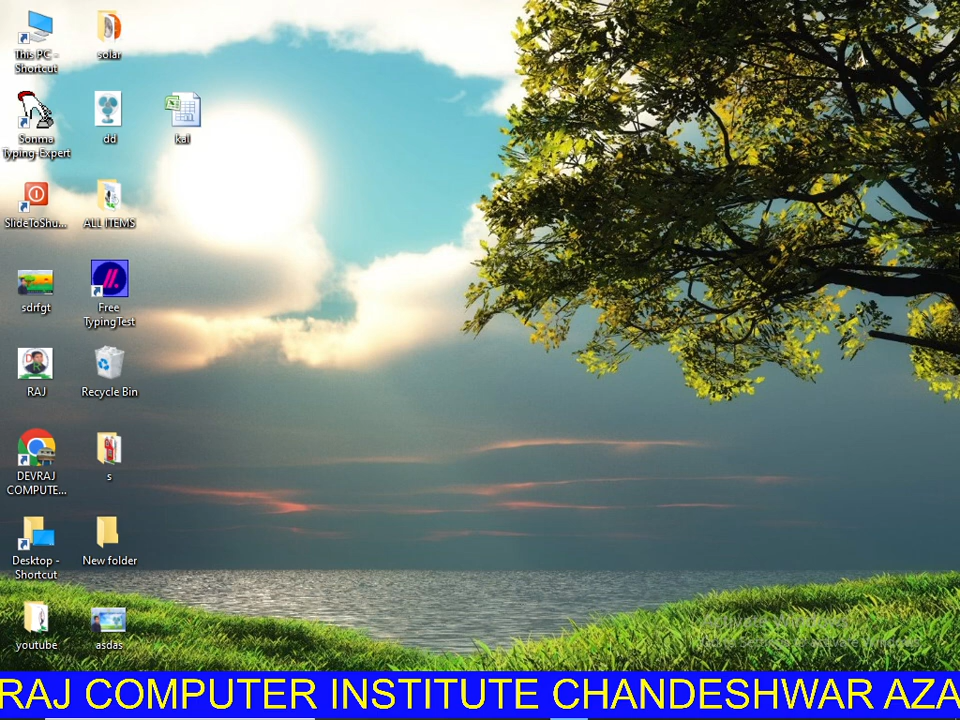 This PC -
Shortcut
solar
Sonma
Typing-Expert
dd
kal
SlideToShu...
ALL ITEMS
sdrfgt
Free
TypingTest
RAJ
Recycle Bin
DEVRAJ
COMPUTE...
s
Desktop -
Shortcut
New folder
youtube
asdas
RAJ COMPUTER INSTITUTE CHANDESHWAR AZA